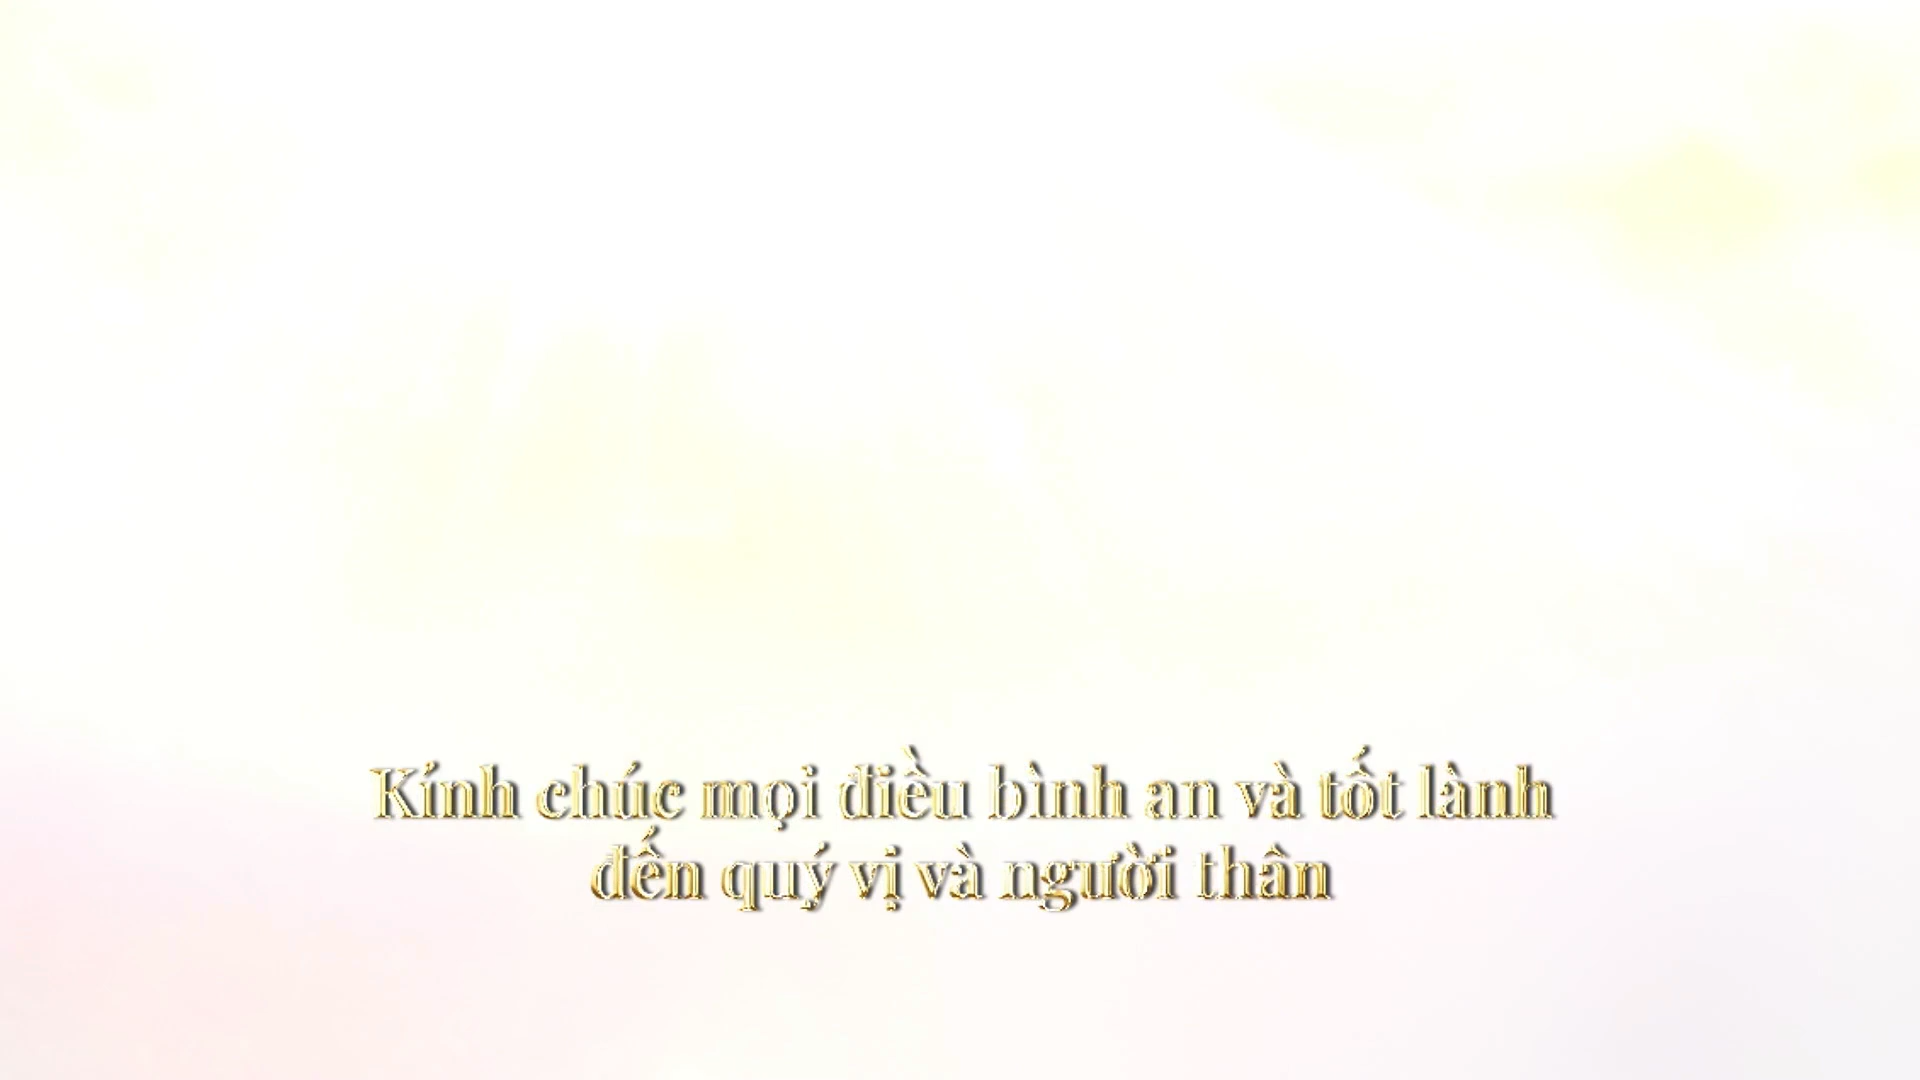 Kính chúc mọi điều bình an và tốt lành
đến quý vị và người thân